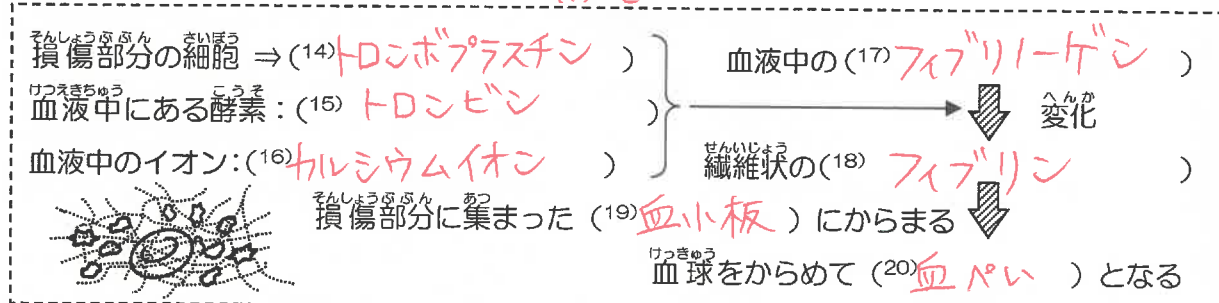 損傷部分の細胞 ⇒(14)トロンボプラスチン )
血液中の(17)フィブリノーゲン )
血液中にある酵素:(15) トロンビン )
変化
血液中のイオン:(16)カルシウムイオン )
繊維状の(18) フィブリン )
損傷部分に集まった (19)血小板 ) にからまる
血球をからめて (20)血ぺい ) となる